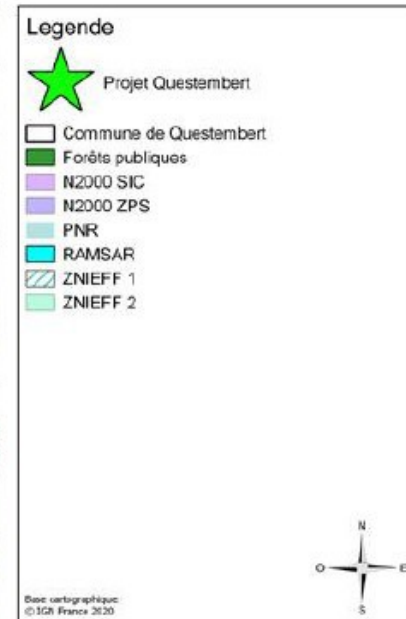 Legende
Projet Questembert
Commune de Questembert
Forêts publiques
N2000 SIC
N2000 ZPS
PNR
RAMSAR
ZNIEFF 1
ZNIEFF 2
N
O E
S
Base cartographique:
© IGN France 2020